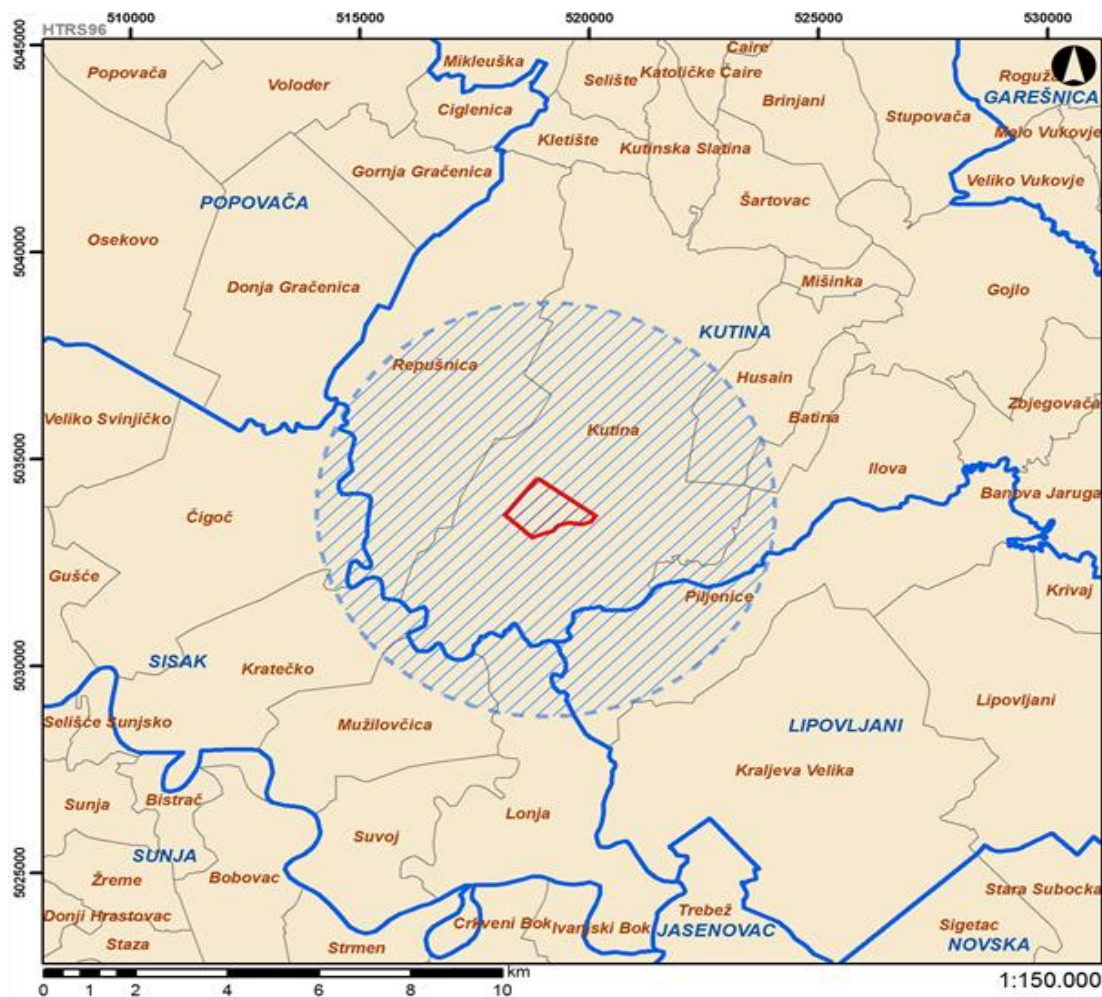 510000
515000
520000
525000
530000
HTRS96
5045000
5040000
5035000
5030000
5025000
Popovača
Voloder
Mikleuška
Selište
Katoličke Čaire
Čaire
Brinjani
GAREŠNICA
Ciglenica
Stupovača
Malo Vukovje
Kletište
Kutinska Slatina
Gornja Gračenica
Veliko Vukovje
POPOVAČA
Šartovac
Osekovo
Donja Gračenica
Mišinka
Gojlo
KUTINA
Repušnica
Husain
Zbjegovača
Veliko Svinjičko
Batina
Kutina
Ilova
Banova Jaruga
Čigoč
Gušće
Piljenice
Krivaj
SISAK
Kratečko
Lipovljani
Selišće Sunjsko
Mužilovčica
LIPOVLJANI
Kraljeva Velika
Sunja
Bistrač
Lonja
Suvoj
SUNJA
Žreme
Bobovac
Stara Subocka
Donji Hrastovac
Crkveni Bok
Ivanjski Bok
Trebež
Sigetac
JASENOVAC
Staza
Strmen
NOVSKA
km
0 1 2 4 6 8 10
1:150.000